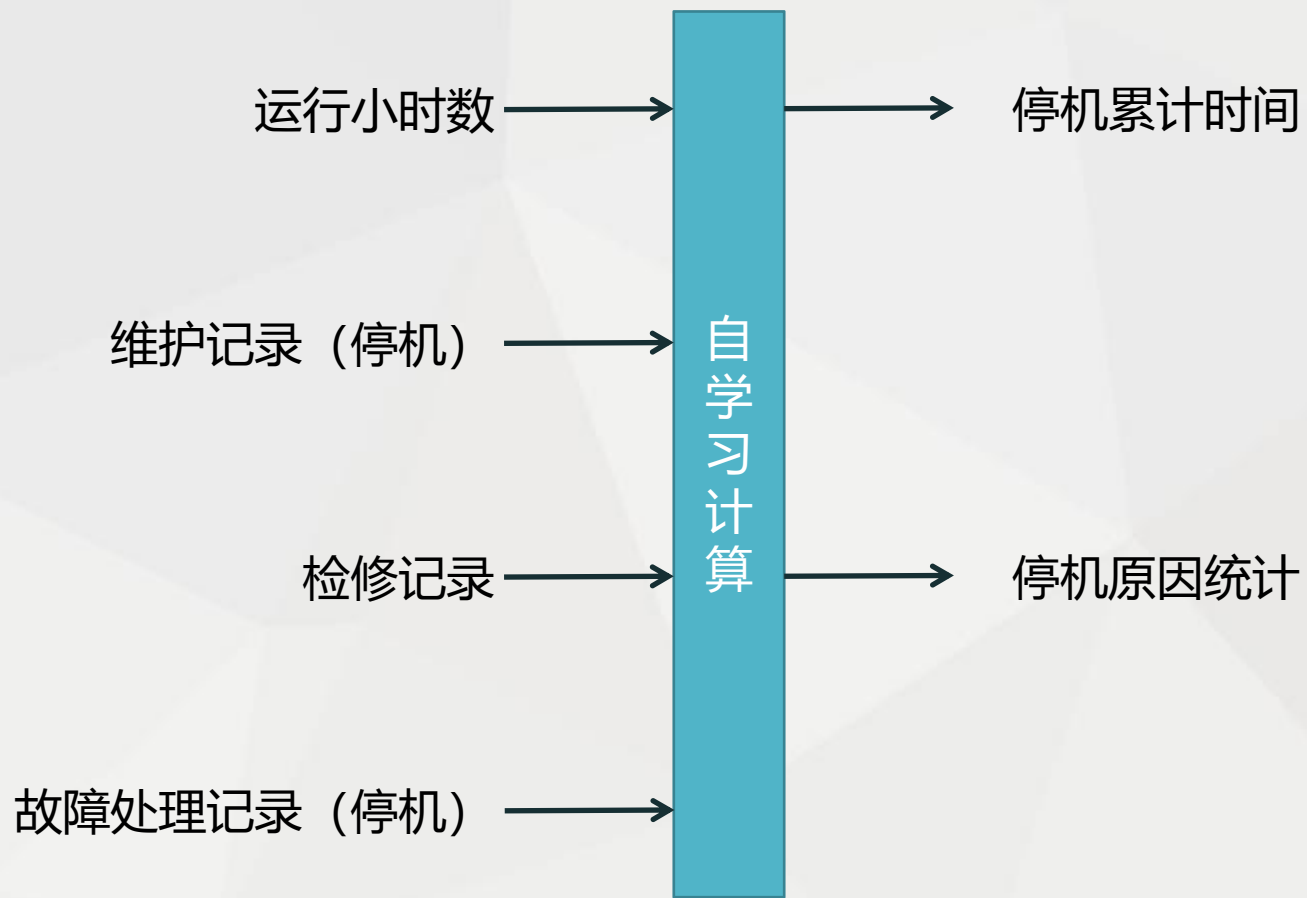 运行小时数
维护记录（停机）
检修记录
故障处理记录（停机）
自学习计算
停机累计时间
停机原因统计